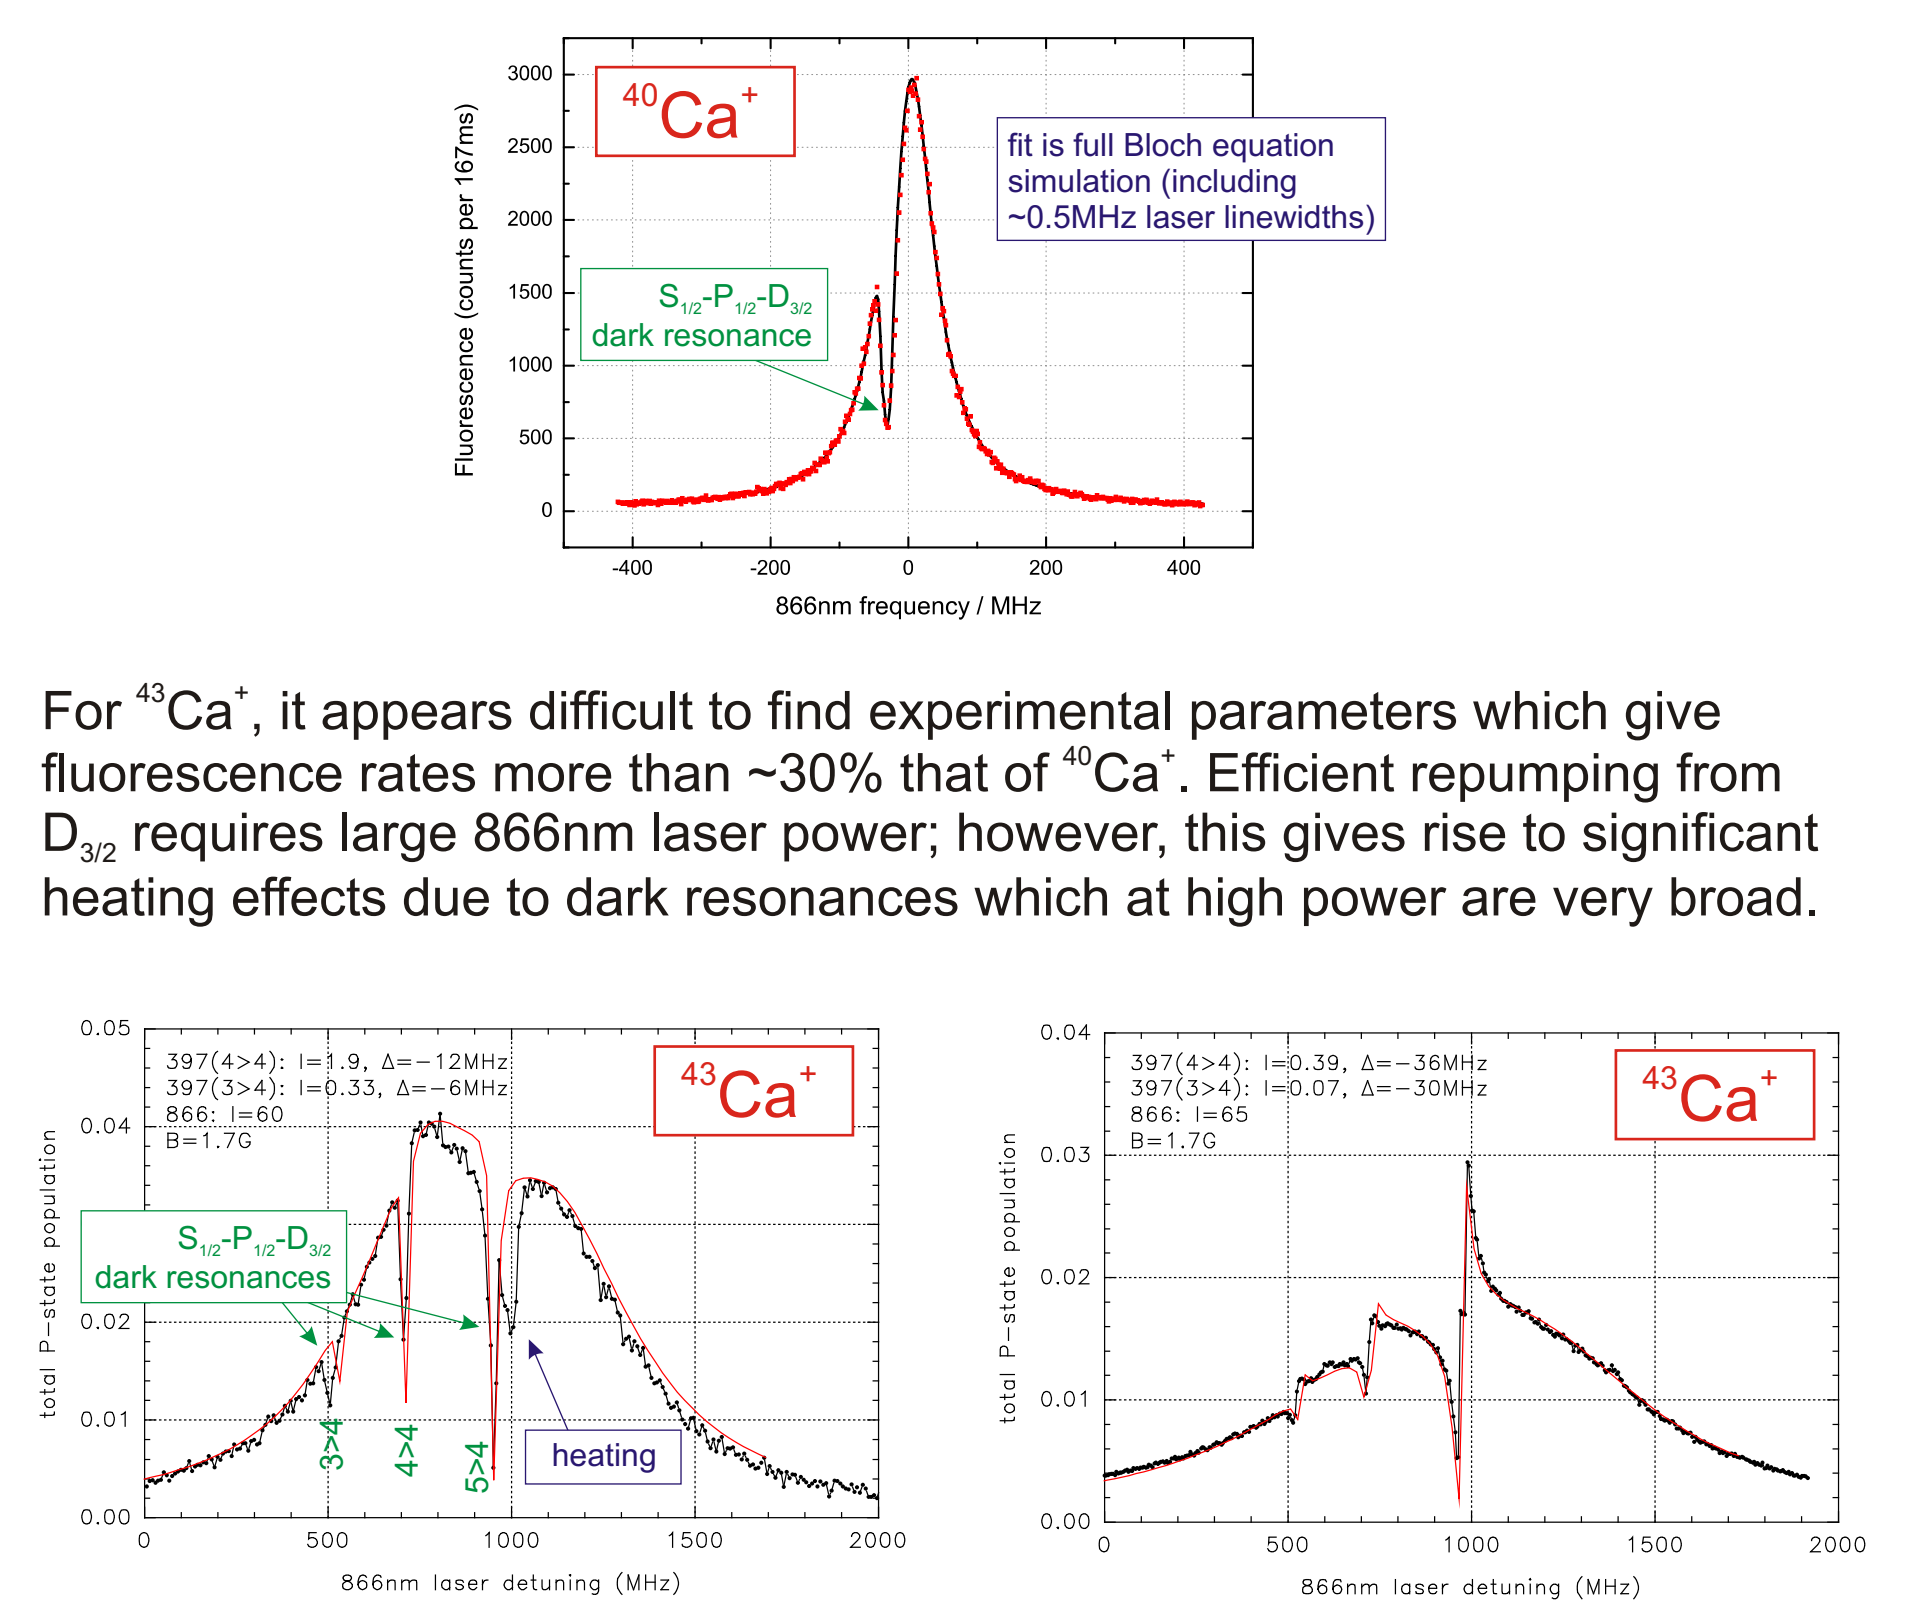 3000
2500
2000
1500
1000
500
0
Fluorescence (counts per 167ms)
⁴⁰Ca⁺
fit is full Bloch equation
simulation (including
~0.5MHz laser linewidths)
S₁/₂-P₁/₂-D₃/₂
dark resonance
-400 -200 0 200 400
866nm frequency / MHz
For ⁴³Ca⁺, it appears difficult to find experimental parameters which give
fluorescence rates more than ~30% that of ⁴⁰Ca⁺. Efficient repumping from
D₃/₂ requires large 866nm laser power; however, this gives rise to significant
heating effects due to dark resonances which at high power are very broad.
0.05
0.04
0.02
0.01
0.00
total P-state population
397(4>4): I=1.9, Δ=-12MHz
397(3>4): I=0.33, Δ=-6MHz
866: I=60
B=1.7G
⁴³Ca⁺
S₁/₂-P₁/₂-D₃/₂
dark resonances
3>4
4>4
5>4
heating
0 500 1000 1500 2000
866nm laser detuning (MHz)
0.04
0.03
0.02
0.01
0.00
total P-state population
397(4>4): I=0.39, Δ=-36MHz
397(3>4): I=0.07, Δ=-30MHz
866: I=65
B=1.7G
⁴³Ca⁺
0 500 1000 1500 2000
866nm laser detuning (MHz)